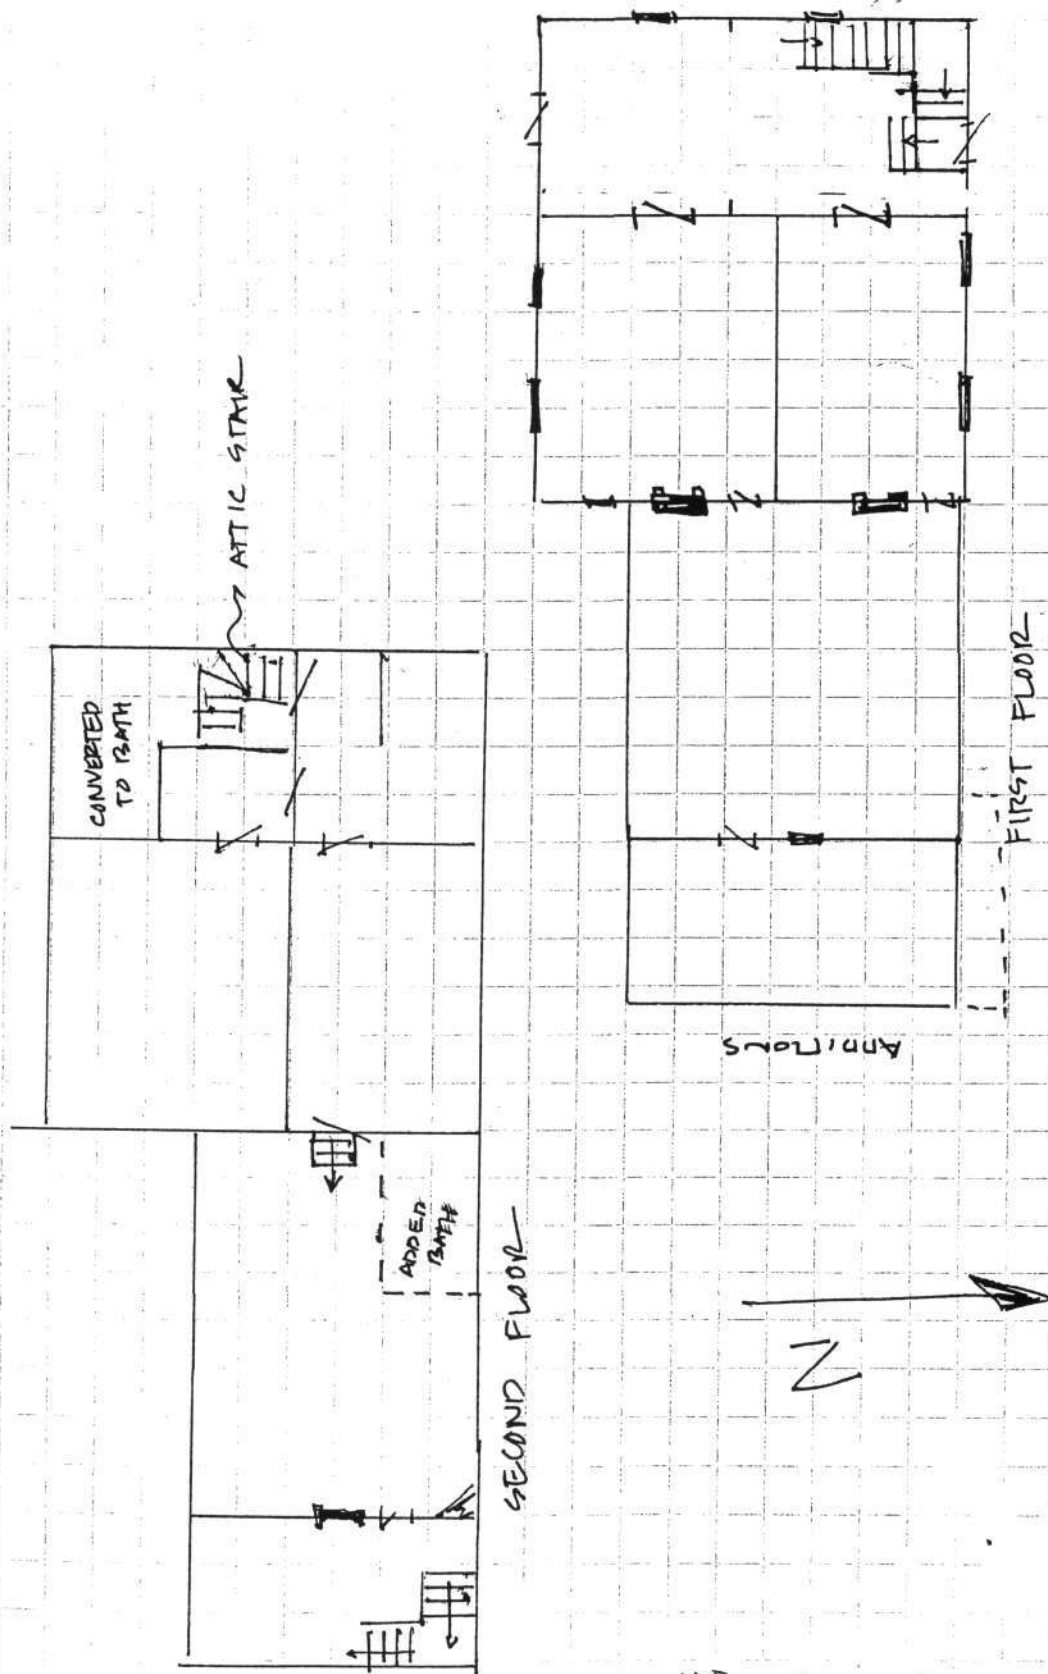 ATTIC STAIR
CONVERTED
TO BATH
ADDED
BATH
SECOND FLOOR
FIRST FLOOR
ADDITIONS
N